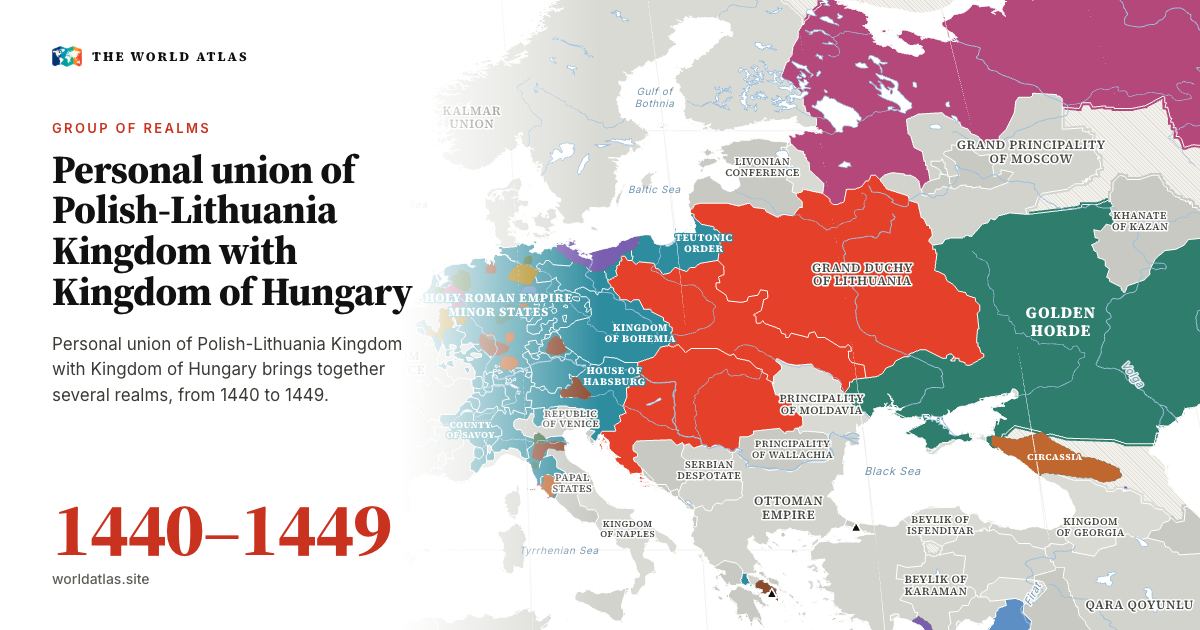 THE WORLD ATLAS
GROUP OF REALMS
Personal union of
Polish-Lithuania
Kingdom with
Kingdom of Hungary
Personal union of Polish-Lithuania Kingdom
with Kingdom of Hungary brings together
several realms, from 1440 to 1449.
1440–1449
worldatlas.site
KALMAR
UNION
Gulf of
Bothnia
LIVONIAN
CONFERENCE
GRAND PRINCIPALITY
OF MOSCOW
Baltic Sea
KHANATE
OF KAZAN
TEUTONIC
ORDER
GRAND DUCHY
OF LITHUANIA
HOLY ROMAN EMPIRE
MINOR STATES
KINGDOM
OF BOHEMIA
GOLDEN
HORDE
HOUSE OF
HABSBURG
Volga
PRINCIPALITY
OF MOLDAVIA
REPUBLIC
OF VENICE
COUNTY
OF SAVOY
PRINCIPALITY
OF WALLACHIA
CIRCASSIA
SERBIAN
DESPOTATE
Black Sea
PAPAL
STATES
OTTOMAN
EMPIRE
KINGDOM
OF NAPLES
BEYLIK OF
ISFENDIYAR
KINGDOM
OF GEORGIA
Tyrrhenian Sea
BEYLIK OF
KARAMAN
Firat
QARA QOYUNLU